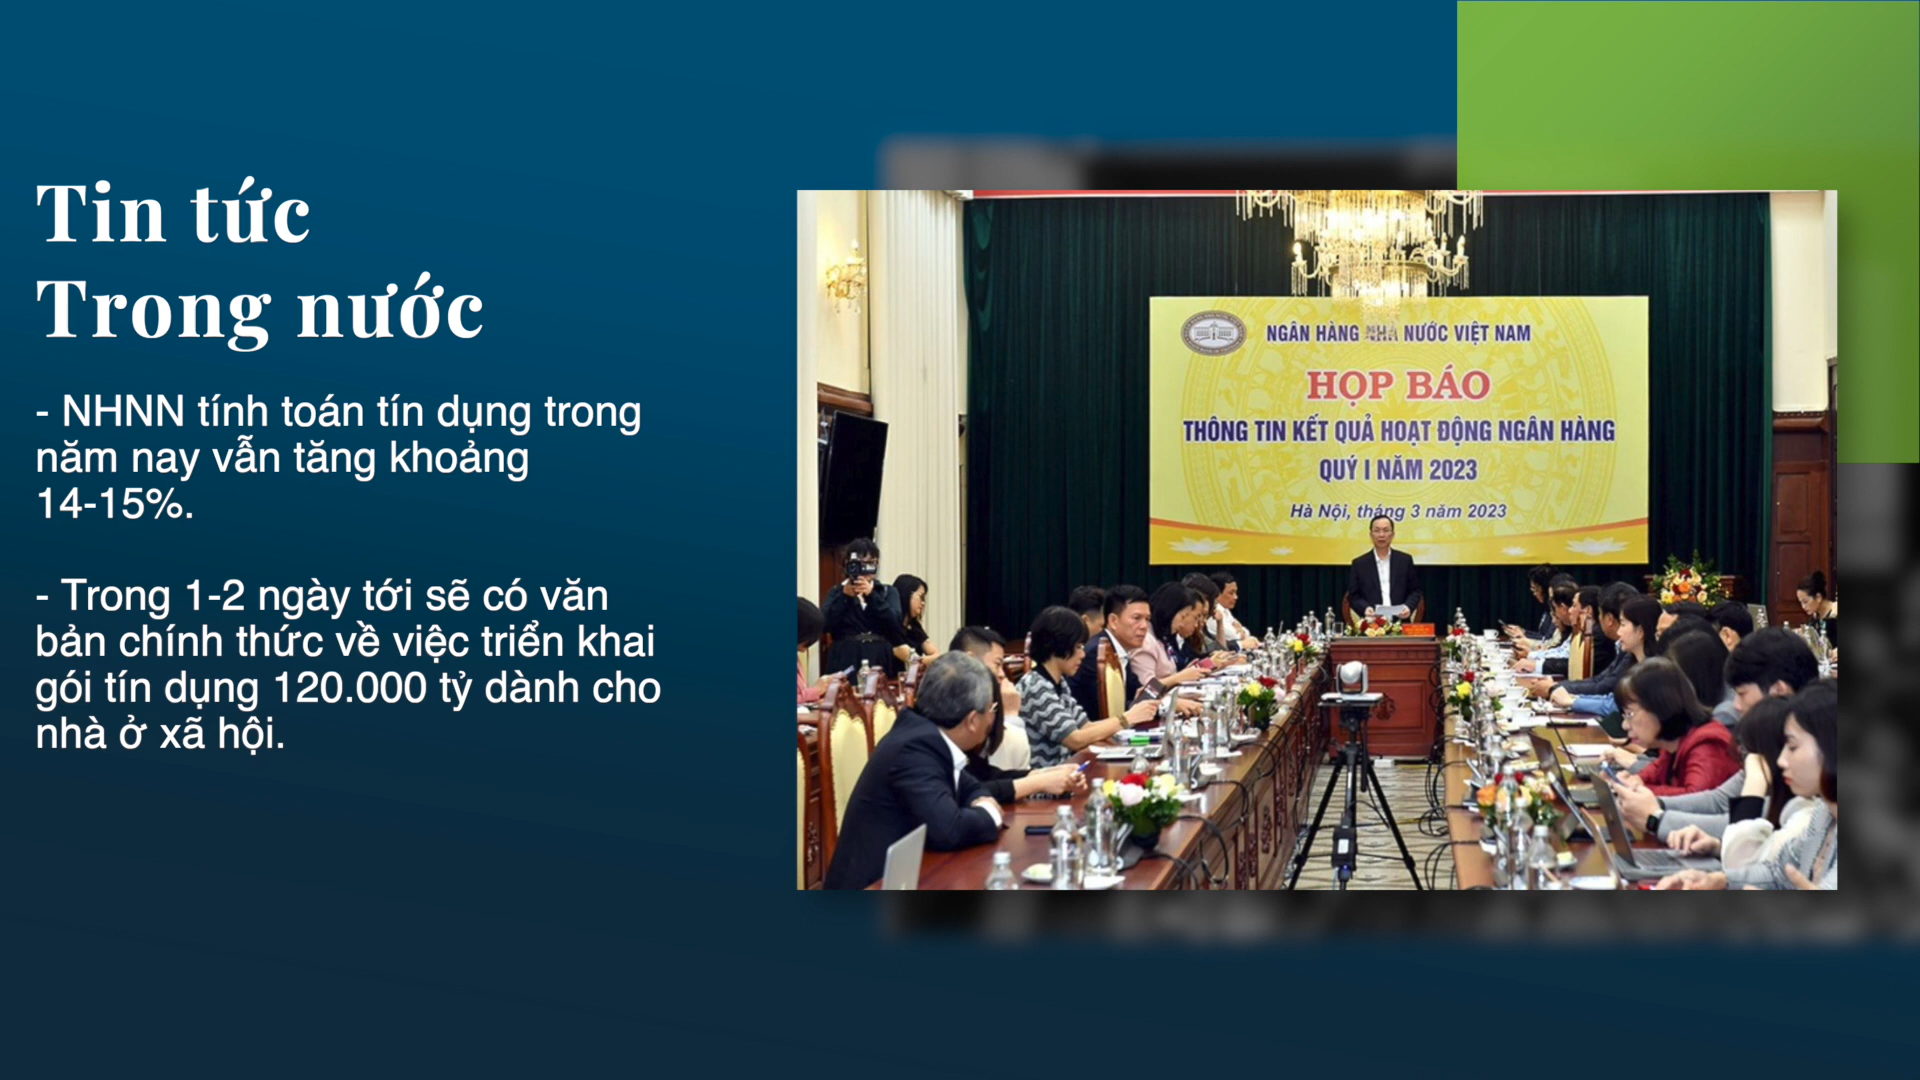 Tin tức
Trong nước
- NHNN tính toán tín dụng trong
năm nay vẫn tăng khoảng
14-15%.
- Trong 1-2 ngày tới sẽ có văn
bản chính thức về việc triển khai
gói tín dụng 120.000 tỷ dành cho
nhà ở xã hội.
NGÂN HÀNG NHÀ NƯỚC VIỆT NAM
HỌP BÁO
THÔNG TIN KẾT QUẢ HOẠT ĐỘNG NGÂN HÀNG
QUÝ I NĂM 2023
Hà Nội, tháng 3 năm 2023